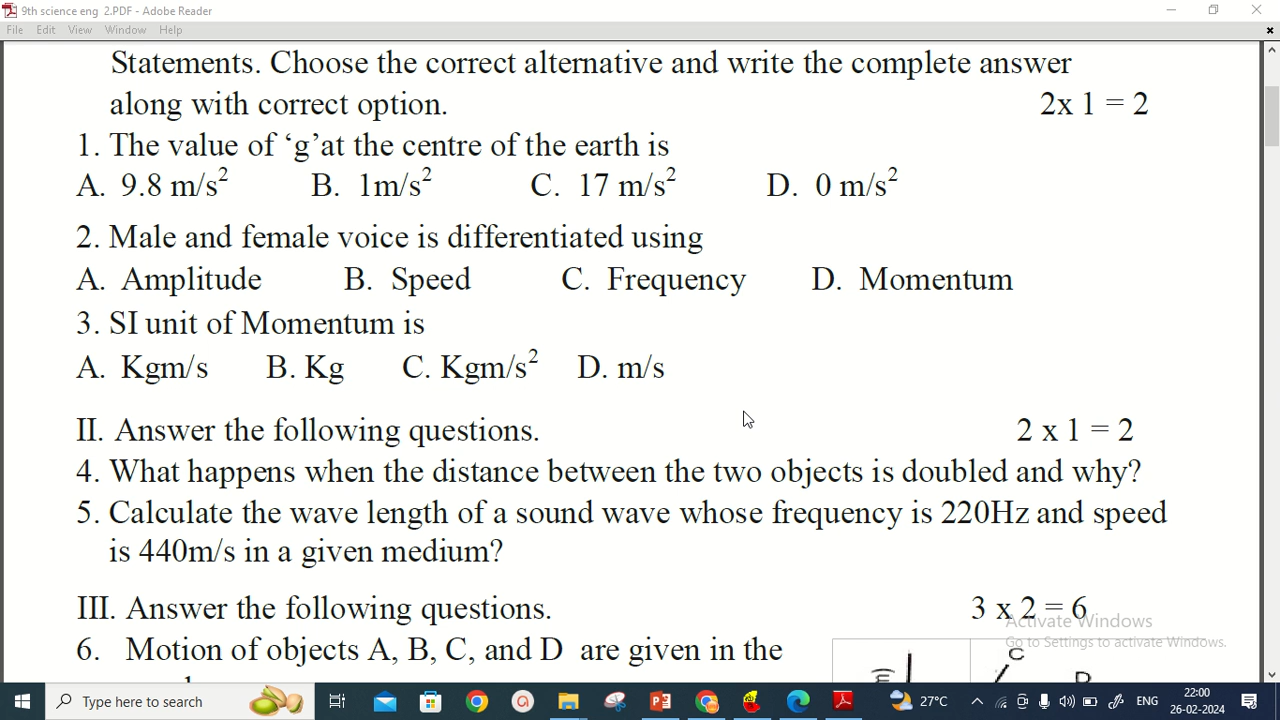 9th science eng 2.PDF - Adobe Reader
File Edit View Window Help
Statements. Choose the correct alternative and write the complete answer
along with correct option. 2x 1 = 2
1. The value of ‘g’at the centre of the earth is
A. 9.8 m/s² B. 1m/s² C. 17 m/s² D. 0 m/s²
2. Male and female voice is differentiated using
A. Amplitude B. Speed C. Frequency D. Momentum
3. SI unit of Momentum is
A. Kgm/s B. Kg C. Kgm/s² D. m/s
II. Answer the following questions. 2 x 1 = 2
4. What happens when the distance between the two objects is doubled and why?
5. Calculate the wave length of a sound wave whose frequency is 220Hz and speed
is 440m/s in a given medium?
III. Answer the following questions. 3 x 2 = 6
Activate Windows
Go to Settings to activate Windows.
6. Motion of objects A, B, C, and D are given in the
C
Type here to search 27°C ENG 22:00
26-02-2024